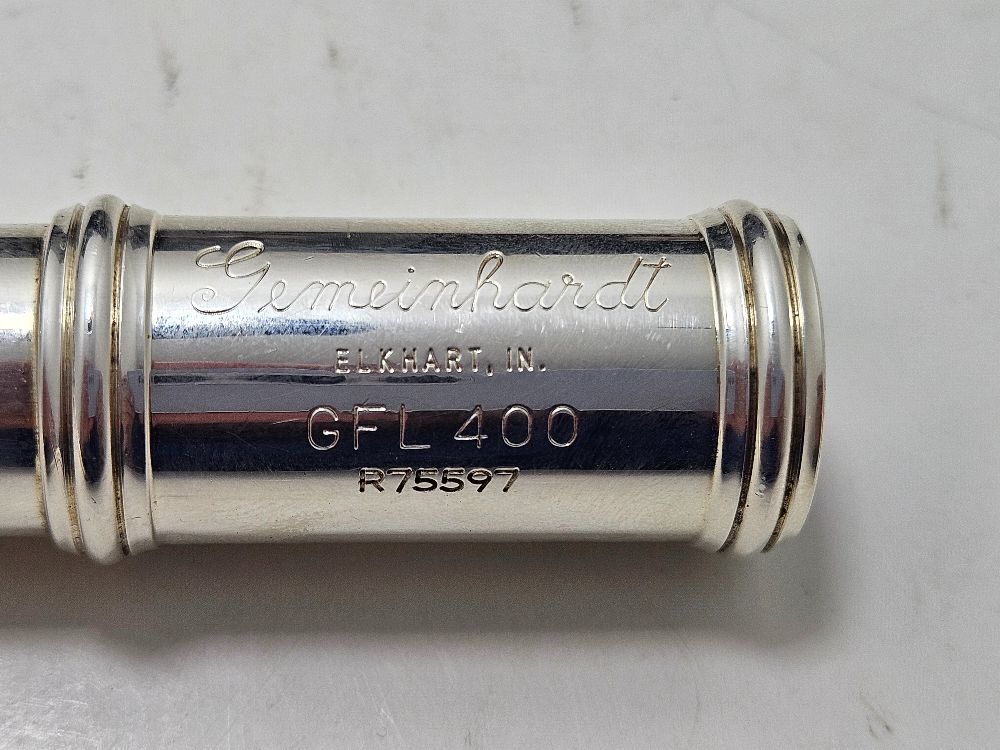 Gemeinhardt
ELKHART, IN.
GFL 400
R75597